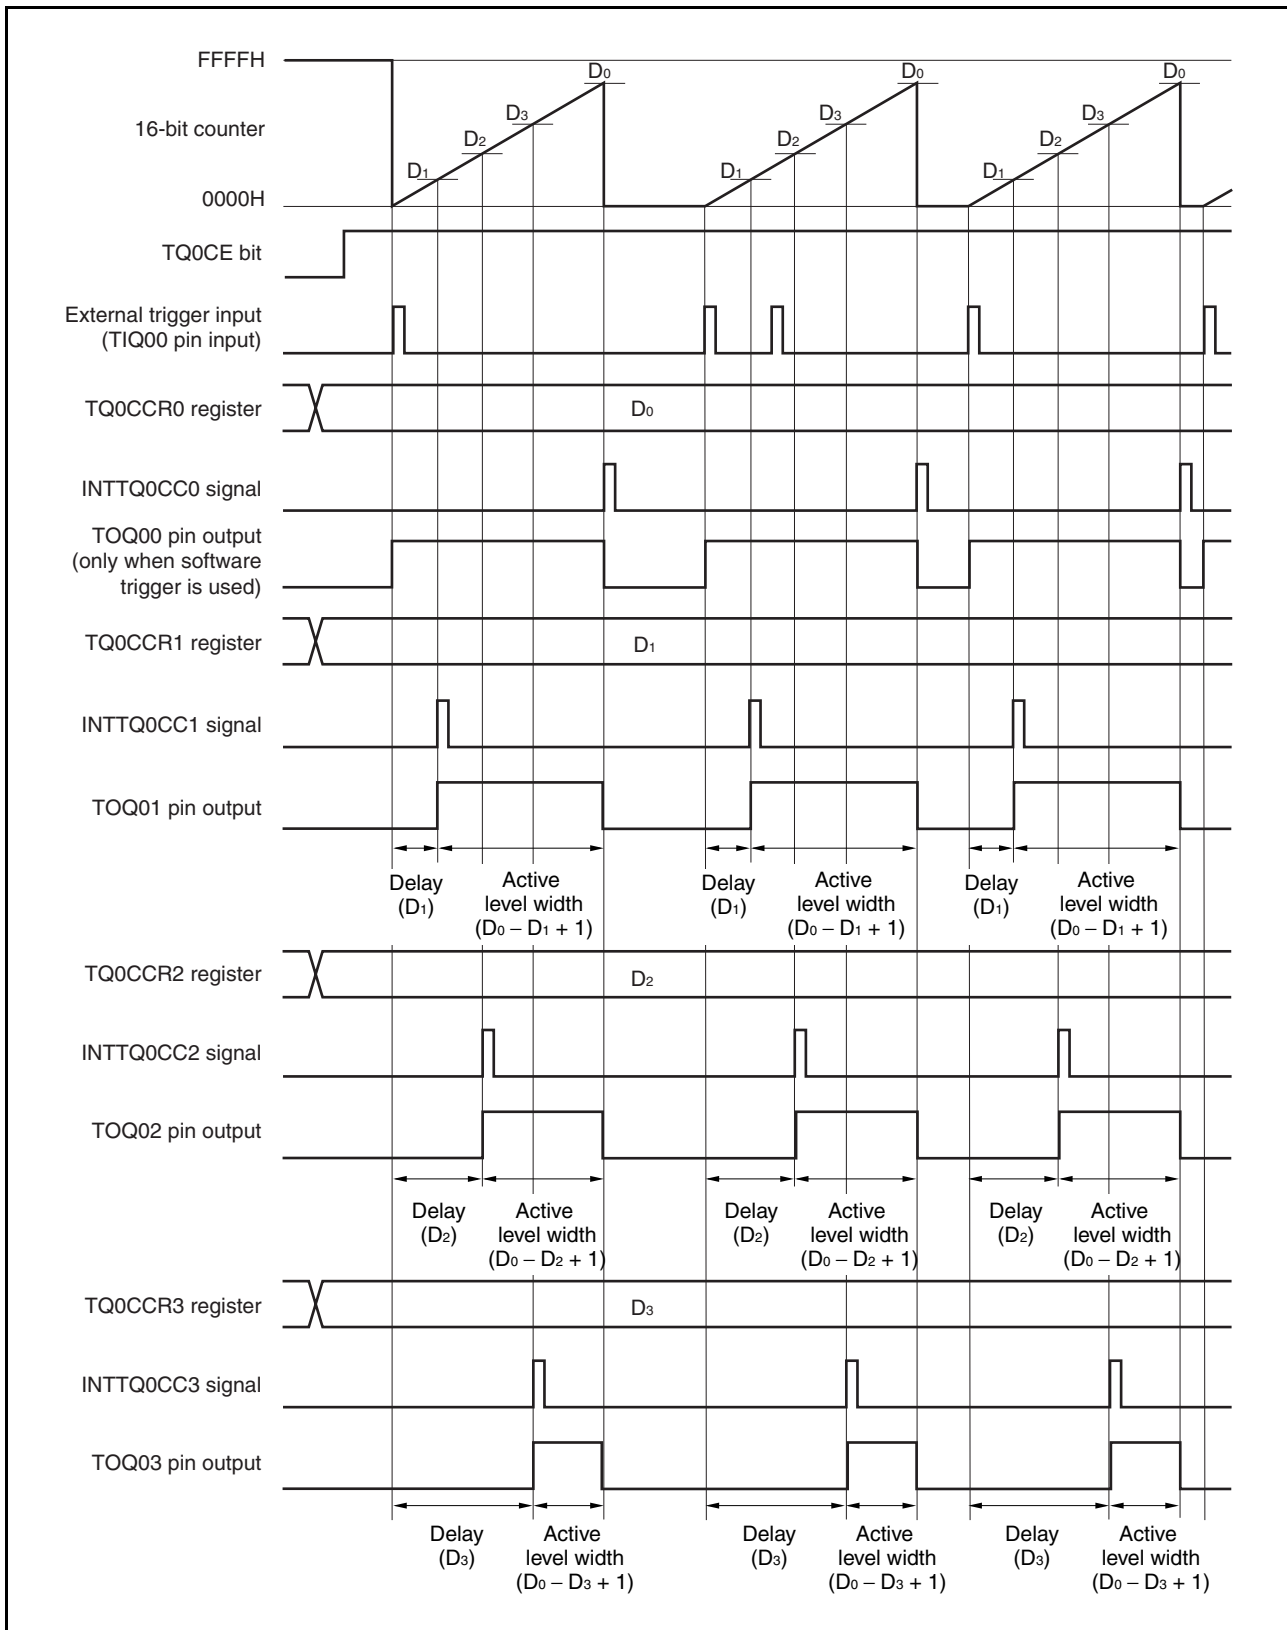 FFFFH
16-bit counter
0000H
D0
D3
D2
D1
D0
D3
D2
D1
D0
D3
D2
D1
TQ0CE bit
External trigger input
(TIQ00 pin input)
TQ0CCR0 register
D0
INTTQ0CC0 signal
TOQ00 pin output
(only when software
trigger is used)
TQ0CCR1 register
D1
INTTQ0CC1 signal
TOQ01 pin output
Delay
(D1)
Active
level width
(D0 – D1 + 1)
Delay
(D1)
Active
level width
(D0 – D1 + 1)
Delay
(D1)
Active
level width
(D0 – D1 + 1)
TQ0CCR2 register
D2
INTTQ0CC2 signal
TOQ02 pin output
Delay
(D2)
Active
level width
(D0 – D2 + 1)
Delay
(D2)
Active
level width
(D0 – D2 + 1)
Delay
(D2)
Active
level width
(D0 – D2 + 1)
TQ0CCR3 register
D3
INTTQ0CC3 signal
TOQ03 pin output
Delay
(D3)
Active
level width
(D0 – D3 + 1)
Delay
(D3)
Active
level width
(D0 – D3 + 1)
Delay
(D3)
Active
level width
(D0 – D3 + 1)